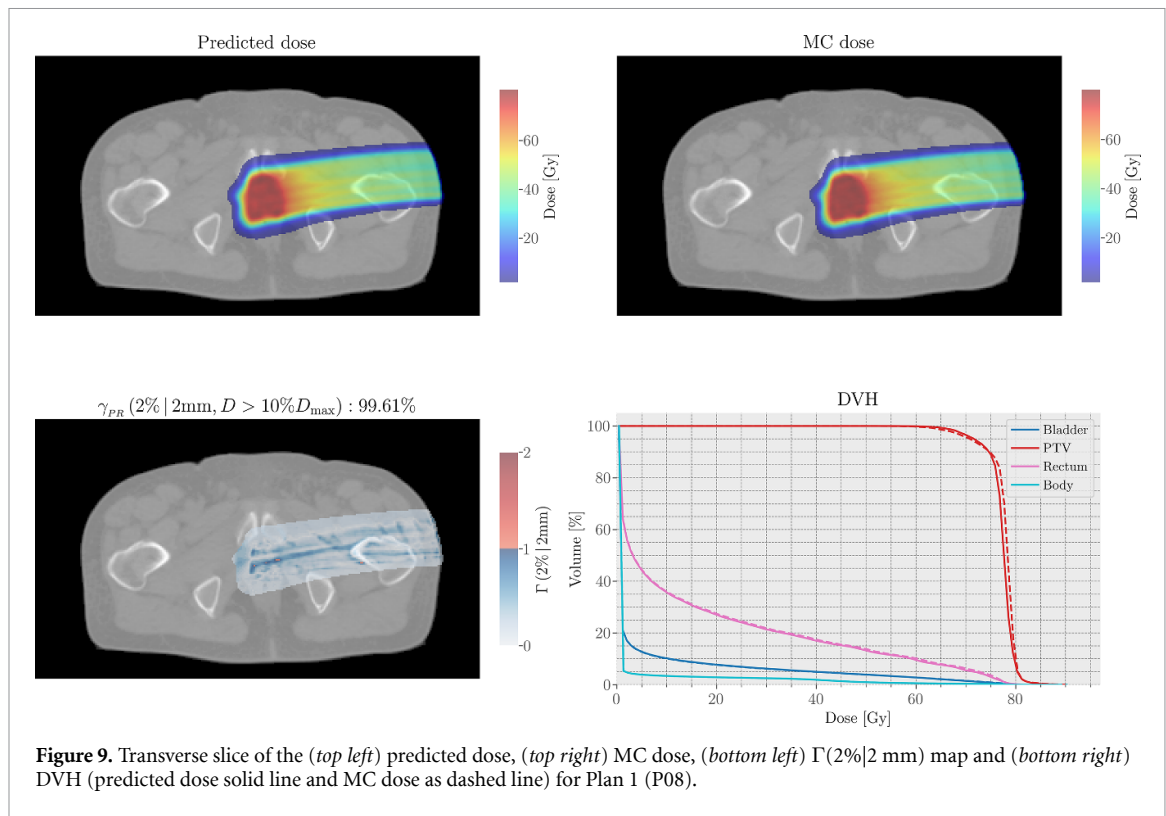 Predicted dose
60
40
20
Dose [Gy]
MC dose
60
40
20
Dose [Gy]
γPR (2% | 2mm, D > 10%Dmax) : 99.61%
2
1
0
Γ (2% | 2mm)
DVH
100
80
60
40
20
0
Volume [%]
Bladder
PTV
Rectum
Body
0 20 40 60 80
Dose [Gy]
Figure 9. Transverse slice of the (top left) predicted dose, (top right) MC dose, (bottom left) Γ(2%|2 mm) map and (bottom right)
DVH (predicted dose solid line and MC dose as dashed line) for Plan 1 (P08).